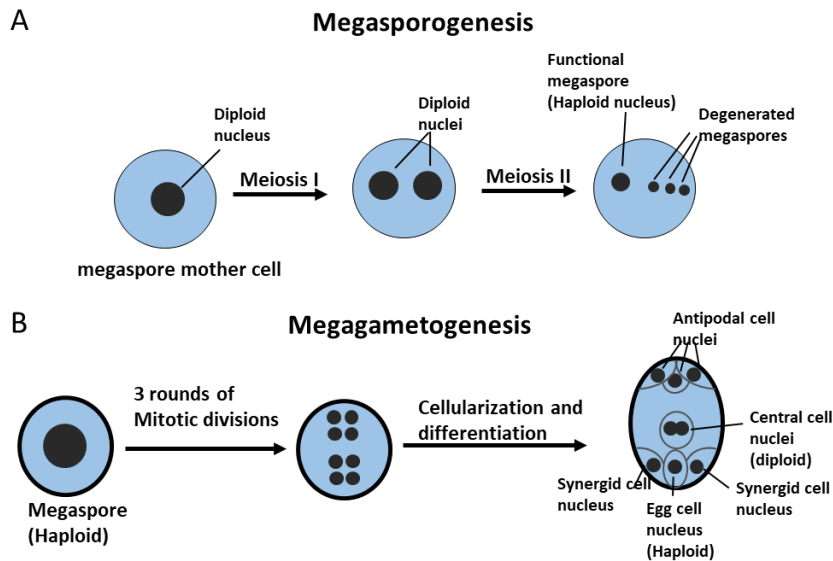 A
Megasporogenesis
Diploid
nucleus
Meiosis I
megaspore mother cell
Diploid
nuclei
Meiosis II
Functional
megaspore
(Haploid nucleus)
Degenerated
megaspores
B
Megagametogenesis
Megaspore
(Haploid)
3 rounds of
Mitotic divisions
Cellularization and
differentiation
Antipodal cell
nuclei
Central cell
nuclei
(diploid)
Synergid cell
nucleus
Egg cell
nucleus
(Haploid)
Synergid cell
nucleus